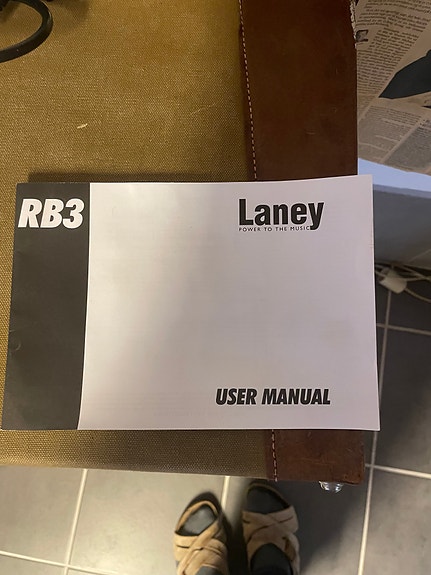 RB3
Laney
POWER TO THE MUSIC
USER MANUAL